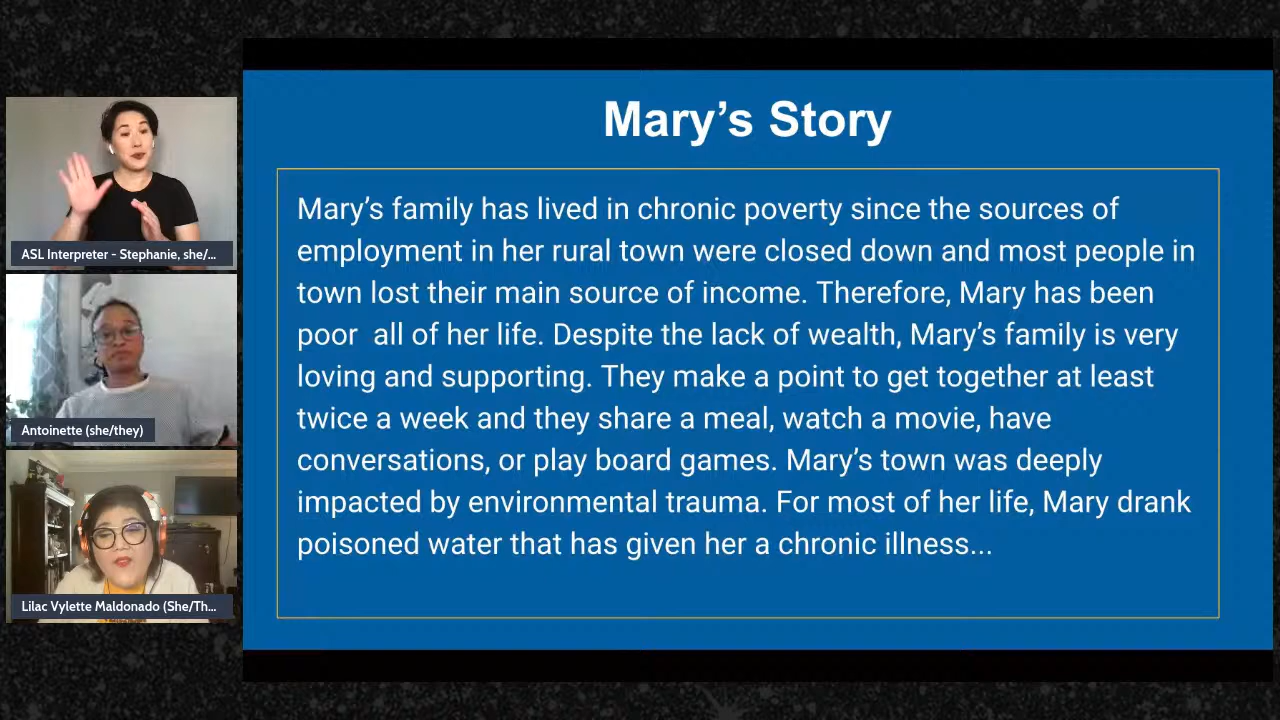 Mary's Story
Mary's family has lived in chronic poverty since the sources of
employment in her rural town were closed down and most people in
town lost their main source of income. Therefore, Mary has been
poor  all of her life. Despite the lack of wealth, Mary's family is very
loving and supporting. They make a point to get together at least
twice a week and they share a meal, watch a movie, have
conversations, or play board games. Mary's town was deeply
impacted by environmental trauma. For most of her life, Mary drank
poisoned water that has given her a chronic illness...
ASL Interpreter - Stephanie, she/...
Antoinette (she/they)
Lilac Vylette Maldonado (She/Th...